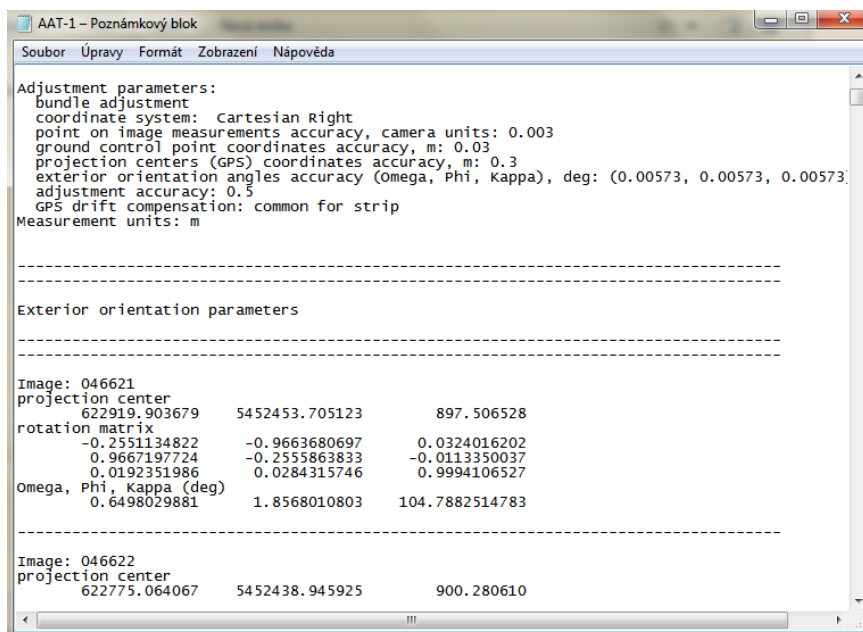 AAT-1 – Poznámkový blok
Soubor Úpravy Formát Zobrazení Nápověda
Adjustment parameters:
bundle adjustment
coordinate system: Cartesian Right
point on image measurements accuracy, camera units: 0.003
ground control point coordinates accuracy, m: 0.03
projection centers (GPS) coordinates accuracy, m: 0.3
exterior orientation angles accuracy (Omega, Phi, Kappa), deg: (0.00573, 0.00573, 0.00573)
adjustment accuracy: 0.5
GPS drift compensation: common for strip
Measurement units: m
------------------------------------------------------------------------------------
------------------------------------------------------------------------------------
Exterior orientation parameters
------------------------------------------------------------------------------------
------------------------------------------------------------------------------------
Image: 046621
projection center
622919.903679 5452453.705123 897.506528
rotation matrix
-0.2551134822 -0.9663680697 0.0324016202
0.9667197724 -0.2555863833 -0.0113350037
0.0192351986 0.0284315746 0.9994106527
Omega, Phi, Kappa (deg)
0.6498029881 1.8568010803 104.7882514783
------------------------------------------------------------------------------------
Image: 046622
projection center
622775.064067 5452438.945925 900.280610